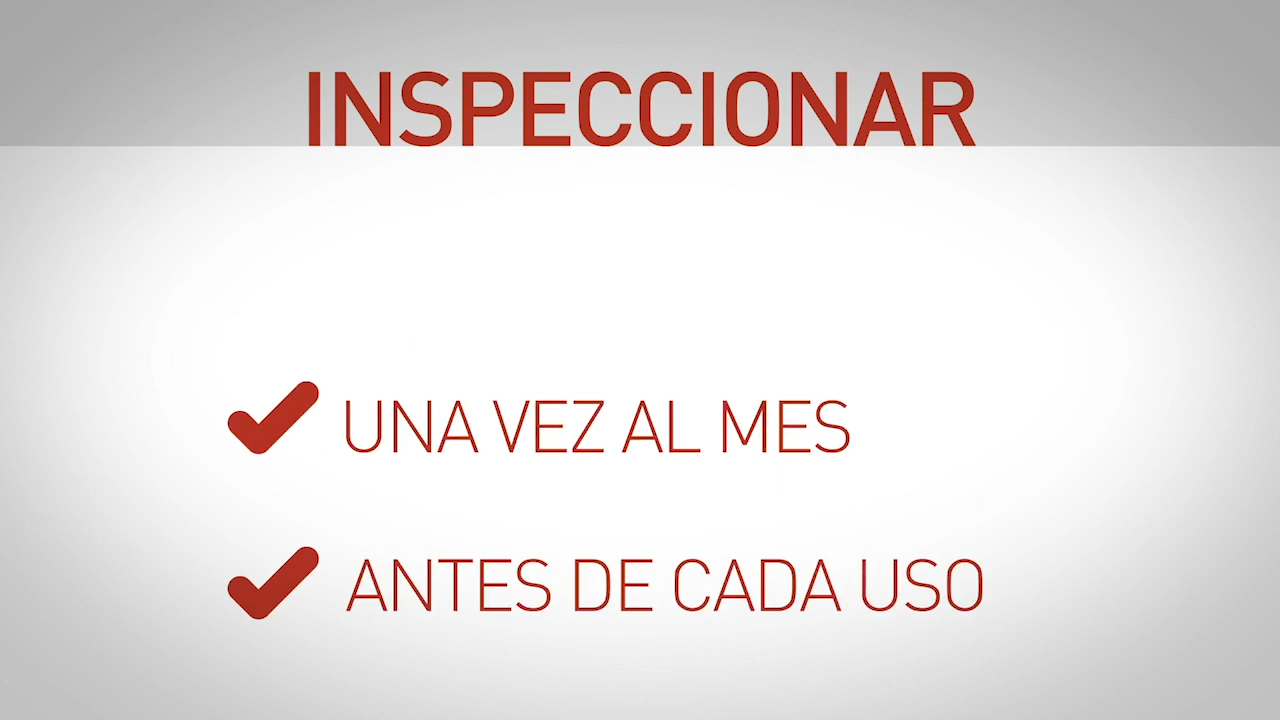 INSPECCIONAR
UNA VEZ AL MES
ANTES DE CADA USO